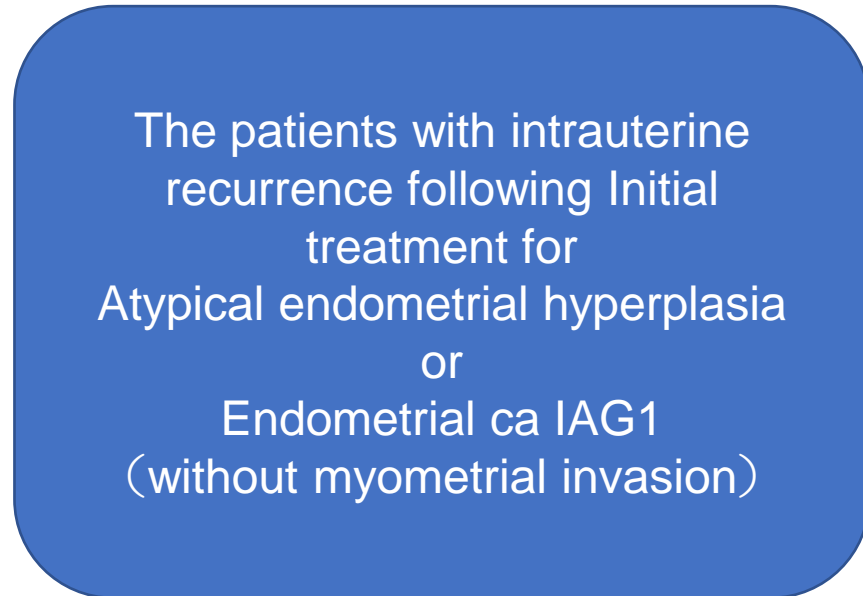 The patients with intrauterine
recurrence following Initial
treatment for
Atypical endometrial hyperplasia
or
Endometrial ca IAG1
（without myometrial invasion）